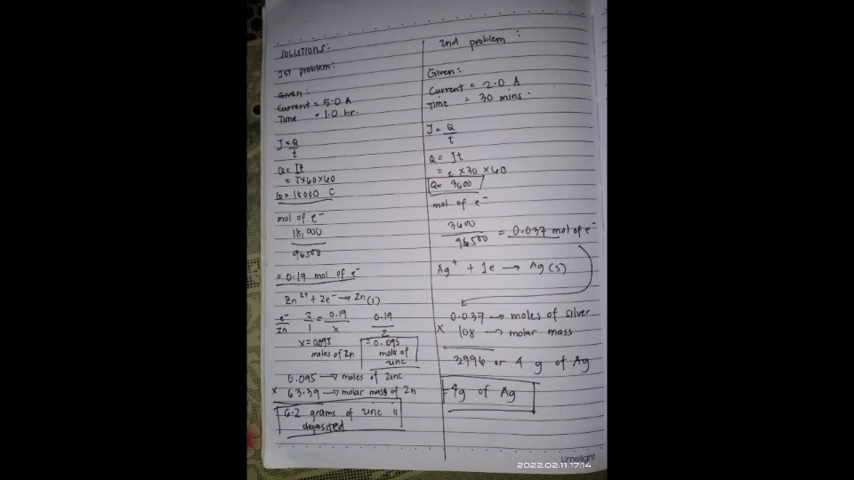 SOLUTIONS:
1st problem:
Given:
Current = 5.0 A
Time = 1.0 hr.
I = Q
t
Q = It
= 5×60×60
Q = 18000 C
mol of e⁻
18,000
96500
= 0.19 mol of e⁻
Zn²⁺ + 2e⁻ → Zn(s)
e⁻ 2 = 0.19 0.19
Zn 1 x 2
x = 0.095 = 0.095
moles of Zn mole of
zinc
0.095 → moles of zinc
× 63.39 → molar mass of Zn
6.2 grams of zinc is
deposited
2nd problem:
Given:
Current = 2.0 A
Time = 30 mins.
I = Q
t
Q = It
= 2 ×30 ×60
Q = 3600
mol of e⁻
3600 = 0.037 mol of e⁻
96500
Ag⁺ + 1e → Ag(s)
0.037 → moles of silver
× 108 → molar mass
3996 or 4 g of Ag
= 4g of Ag
Limelight
2022.02.11 17:14